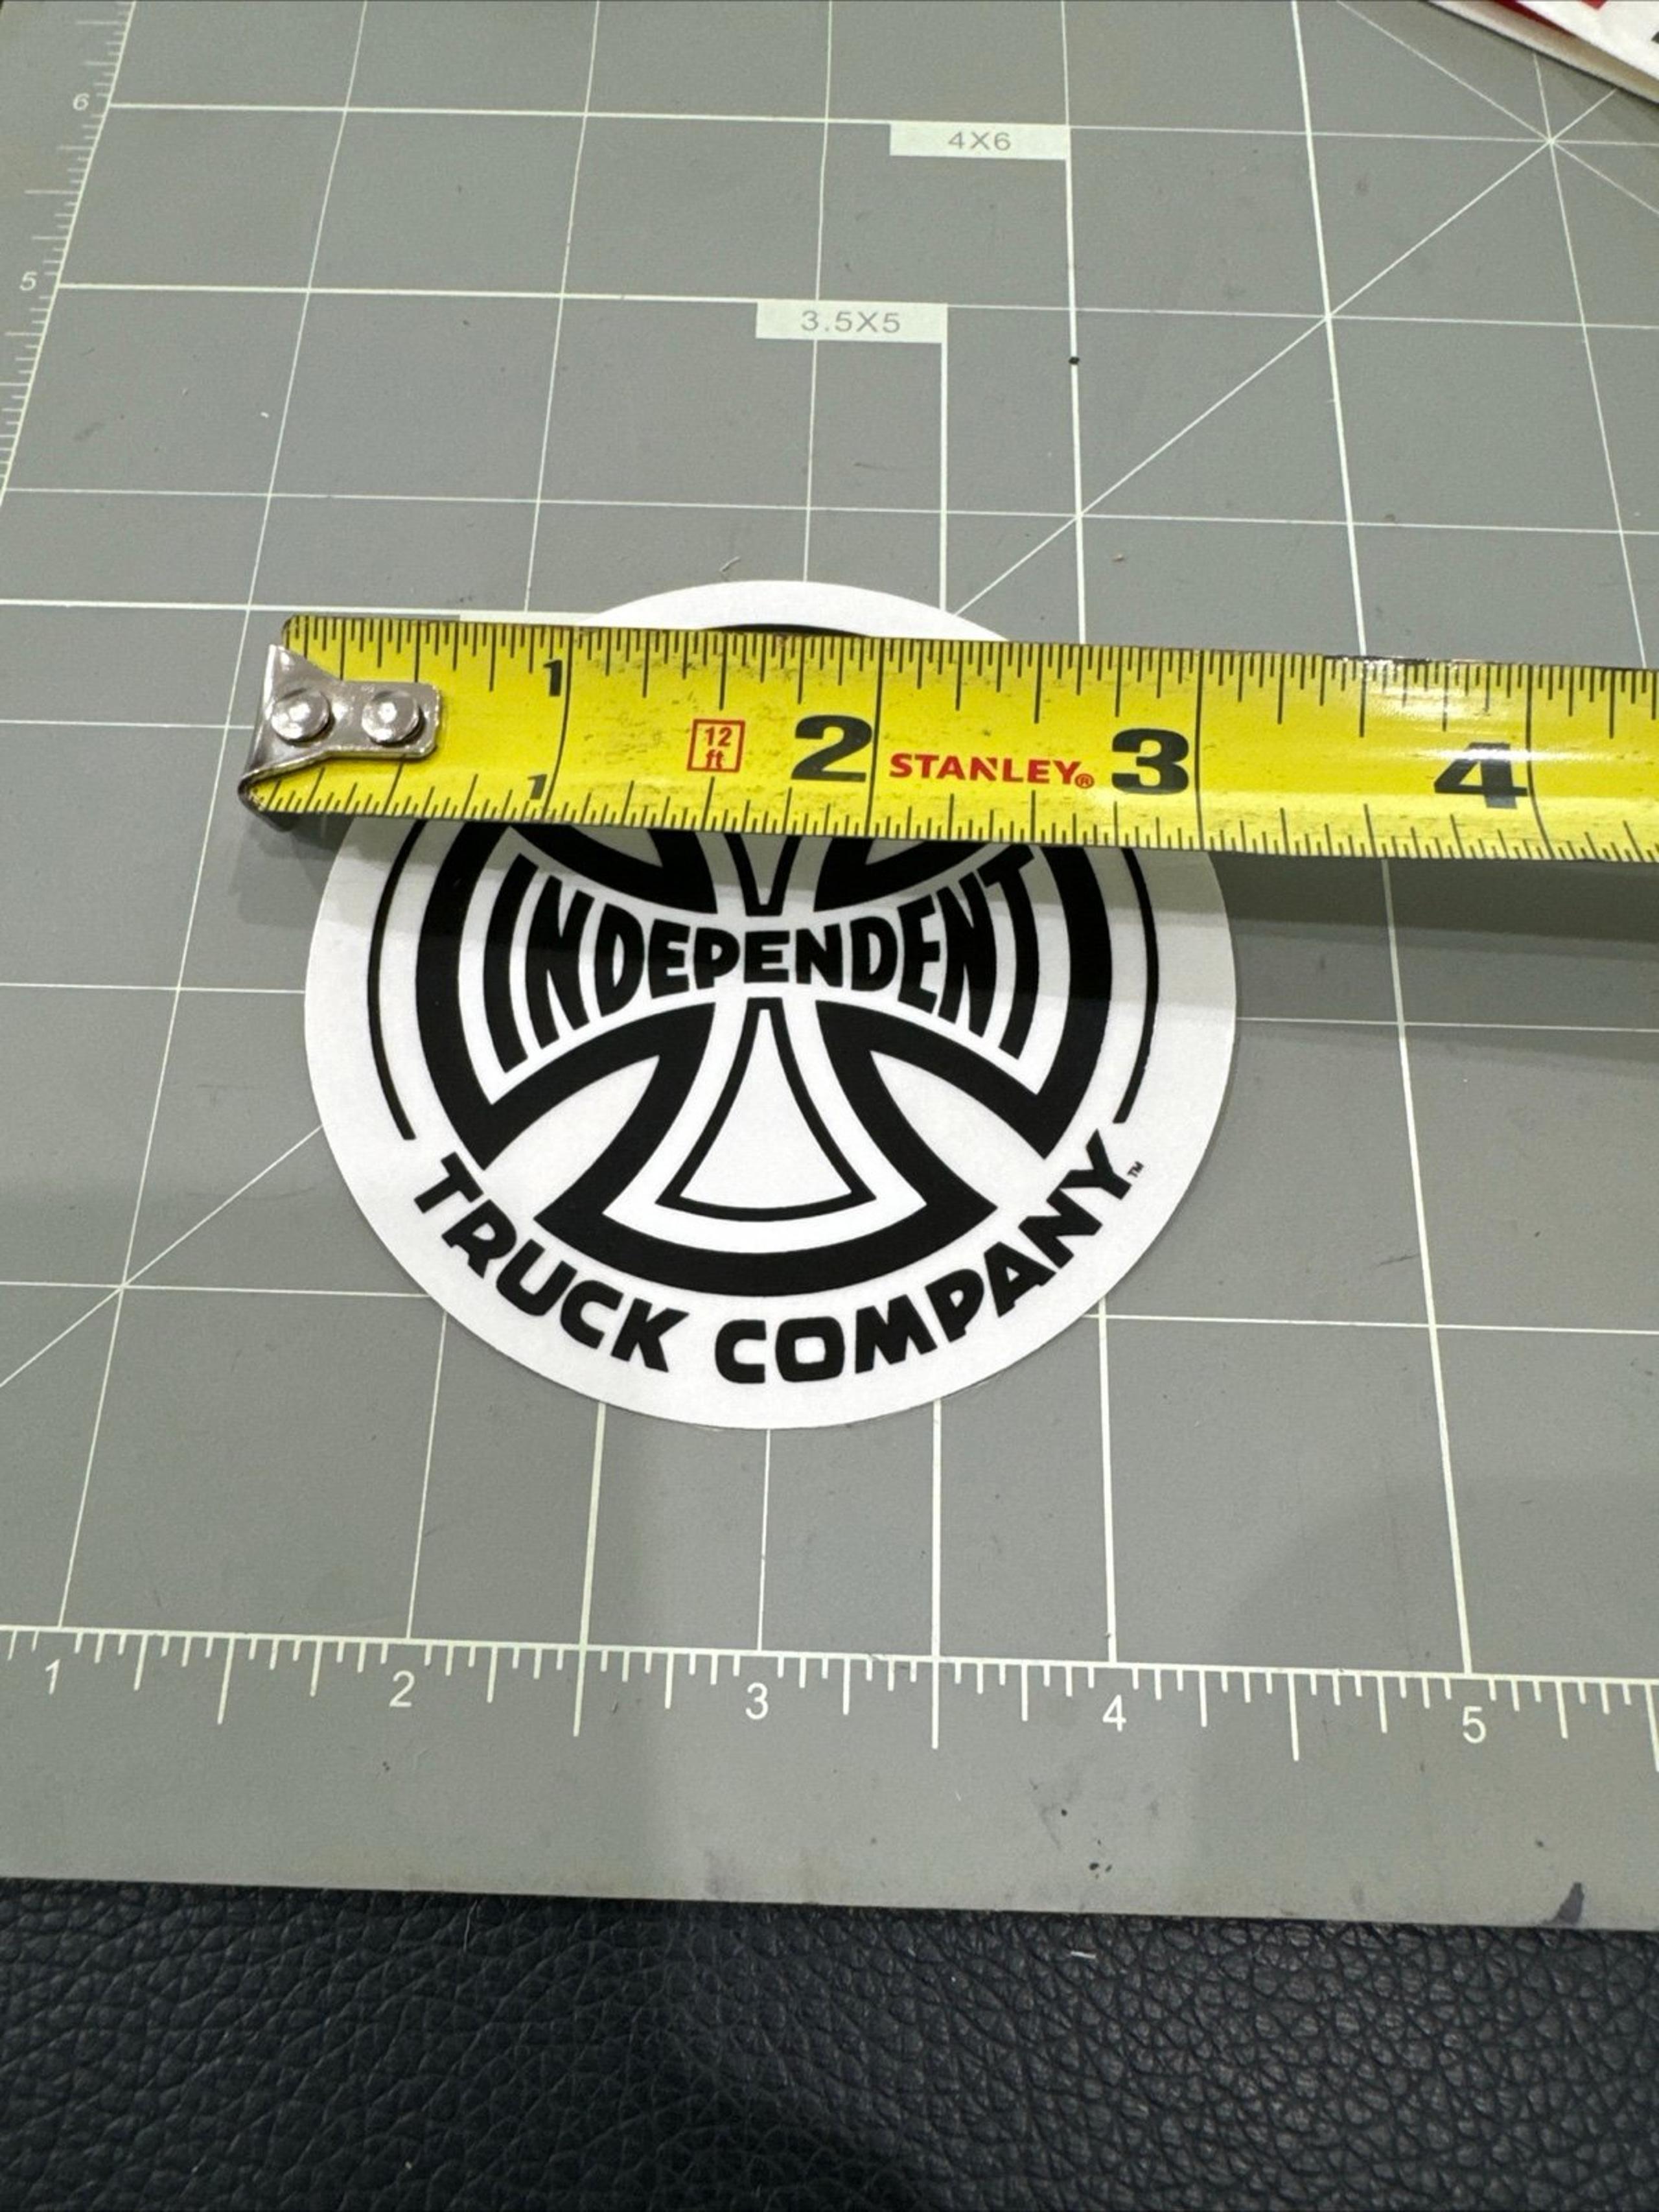 6
4X6
5
3.5X5
1
12
ft
2
STANLEY®
3
4
1
INDEPENDENT
TRUCK COMPANY™
1
2
3
4
5